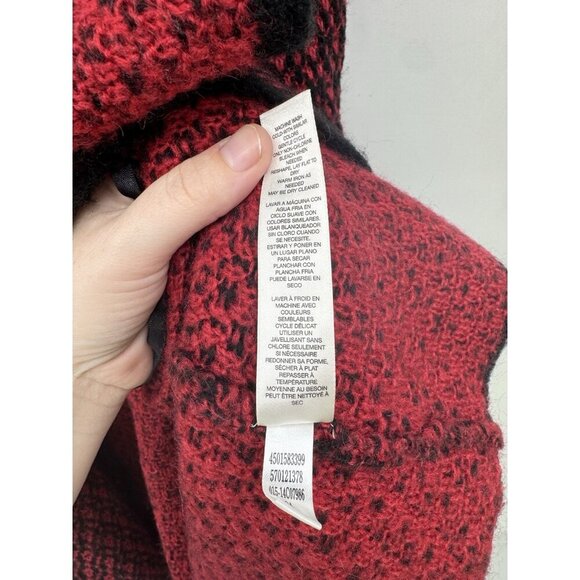 MACHINE WASH
COLD-WITH SIMILAR
COLORS
GENTLE CYCLE
ONLY NON-CHLORINE
BLEACH WHEN
NEEDED
RESHAPE, LAY FLAT TO
DRY
WARM IRON AS
NEEDED
MAY BE DRY CLEANED
LAVAR A MÁQUINA CON
AGUA FRIA EN
CICLO SUAVE CON
COLORES SIMILARES.
USAR BLANQUEADOR
SIN CLORO CUANDO
SE NECESITE.
ESTIRAR Y PONER EN
UN LUGAR PLANO
PARA SECAR
PLANCHAR CON
PLANCHA FRIA
PUEDE LAVARSE EN
SECO
LAVER À FROID EN
MACHINE AVEC
COULEURS
SEMBLABLES
CYCLE DÉLICAT
UTILISER UN
JAVELLISANT SANS
CHLORE SEULEMENT
SI NÉCESSAIRE
REDONNER SA FORME,
SÉCHER À PLAT
REPASSER À
TEMPÉRATURE
MOYENNE AU BESOIN
PEUT ÊTRE NETTOYÉ À
SEC
4501583399
570121378
015-14C07986